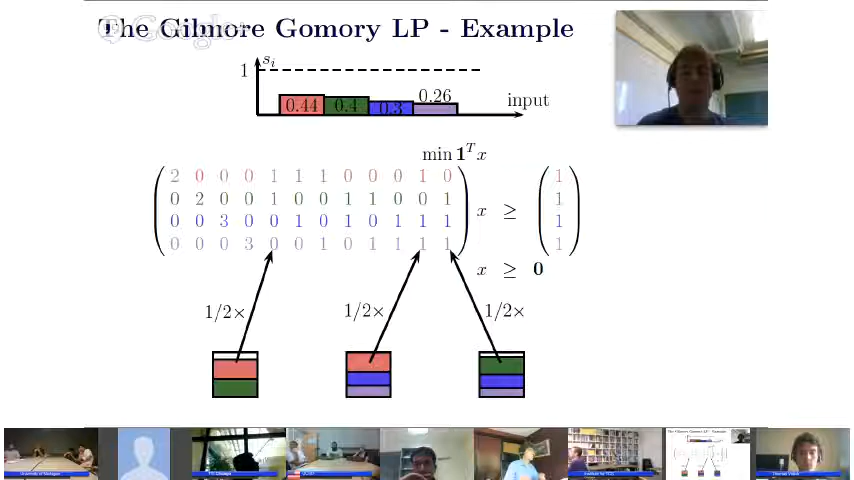 The Gilmore Gomory LP - Example
s_i
1
0.44 0.4 0.3 0.26
input
min 1^T x
2 0 0 0 1 1 1 0 0 0 1 0
0 2 0 0 1 0 0 1 1 0 0 1
0 0 3 0 0 1 0 1 0 1 1 1
0 0 0 3 0 0 1 0 1 1 1 1
x ≥
1
1
1
1
x ≥ 0
1/2× 1/2× 1/2×
Institute for TCS